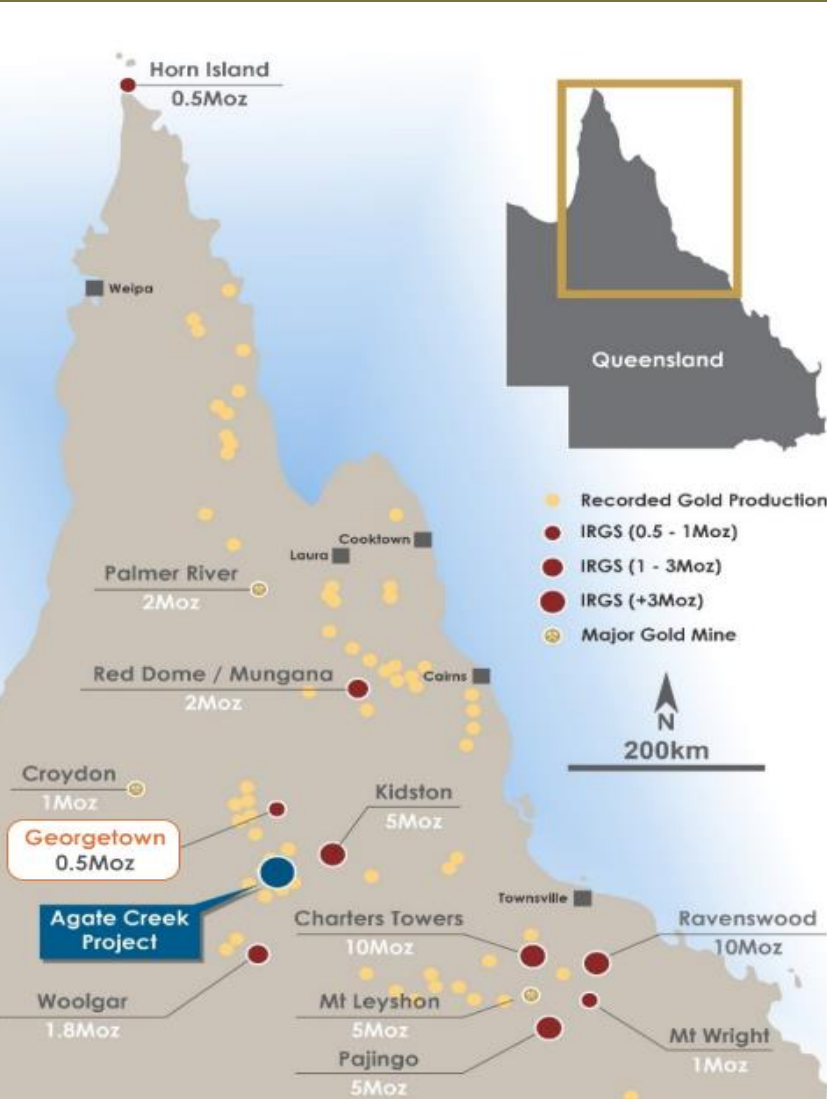 Horn Island
0.5Moz
Weipa
Queensland
Recorded Gold Production
IRGS (0.5 - 1Moz)
IRGS (1 - 3Moz)
IRGS (+3Moz)
Major Gold Mine
N
200km
Cooktown
Laura
Palmer River
2Moz
Red Dome / Mungana
2Moz
Cairns
Croydon
1Moz
Kidston
5Moz
Georgetown
0.5Moz
Agate Creek
Project
Townsville
Charters Towers
10Moz
Ravenswood
10Moz
Woolgar
1.8Moz
Mt Leyshon
5Moz
Mt Wright
1Moz
Pajingo
5Moz